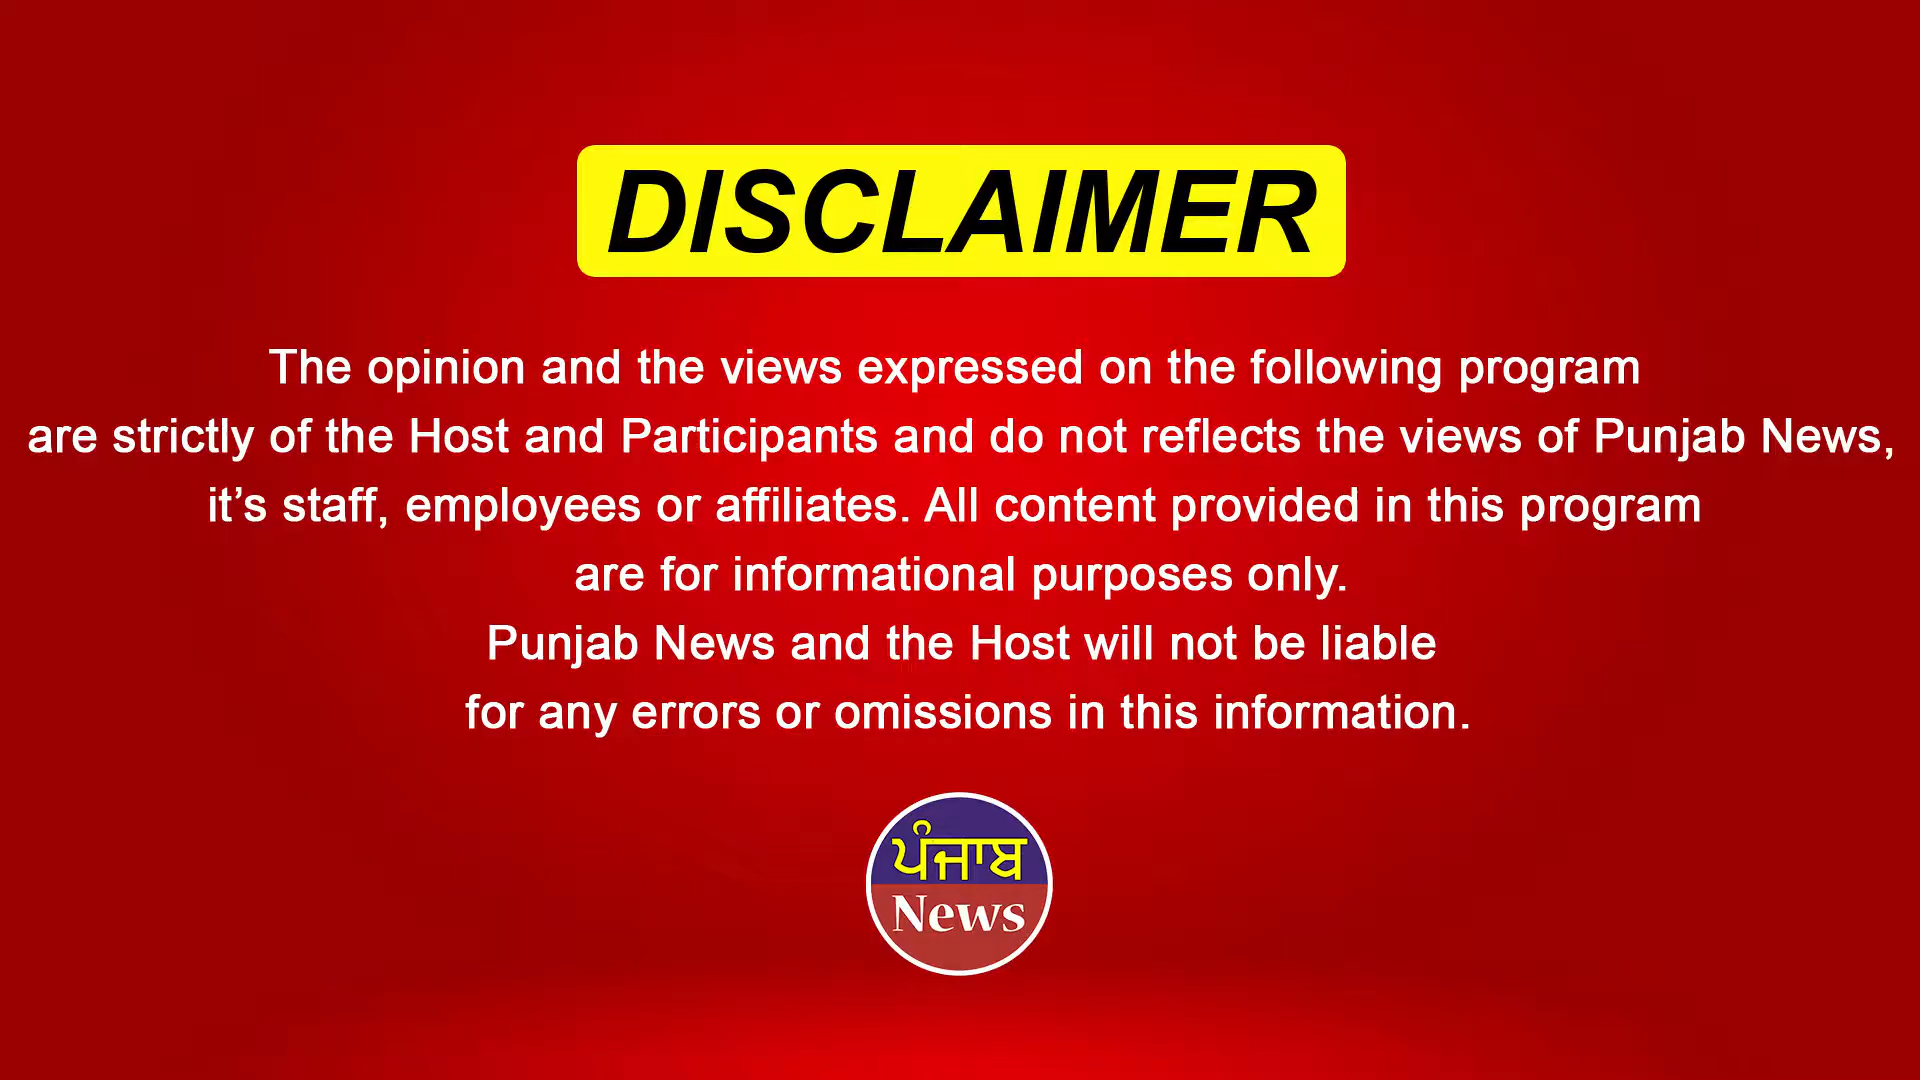 DISCLAIMER
The opinion and the views expressed on the following program
are strictly of the Host and Participants and do not reflects the views of Punjab News,
it’s staff, employees or affiliates. All content provided in this program
are for informational purposes only.
Punjab News and the Host will not be liable
for any errors or omissions in this information.
ਪੰਜਾਬ
News